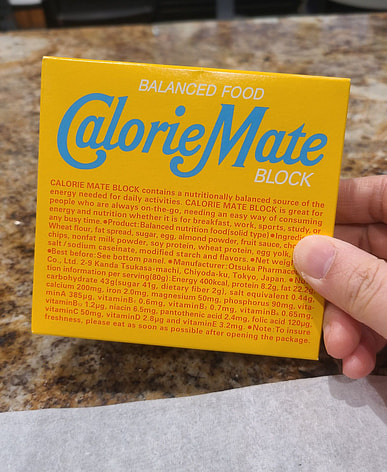 BALANCED FOOD
CalorieMate
BLOCK
CALORIE MATE BLOCK contains a nutritionally balanced source of the
energy needed for daily activities. CALORIE MATE BLOCK is great for
people who are always on-the-go, needing an easy way of consuming
energy and nutrition whether it is for breakfast, work, sports, study, or
any busy time. ●Product:Balanced nutrition food(solid type)●Ingredi
Wheat flour, fat spread, sugar, egg, almond powder, fruit sauce,
chips, nonfat milk powder, soy protein, wheat protein, egg yolk,
salt/sodium caseinate, modified starch and flavors. ●Net weight
●Best before:See bottom panel. ●Manufacturer:Otsuka Pharmac
Co., Ltd. 2-9 Kanda Tsukasa-machi, Chiyoda-ku, Tokyo, Japan. ●N
tion information per serving(80g):Energy 400kcal, protein 8.2g, fat 22.2g
carbohydrate 43g(sugar 41g, dietary fiber 2g), salt equivalent 0.44g,
calcium 200mg, iron 2.0mg, magnesium 50mg, phosphorus 90mg, vita-
minA 385μg, vitaminB₁ 0.6mg, vitaminB₂ 0.7mg, vitaminB₆ 0.65mg,
vitaminB₁₂ 1.2μg, niacin 6.5mg, pantothenic acid 2.4mg, folic acid 120μg,
vitaminC 50mg, vitaminD 2.8μg and vitaminE 3.2mg. ●Note:To insure
freshness, please eat as soon as possible after opening the package.